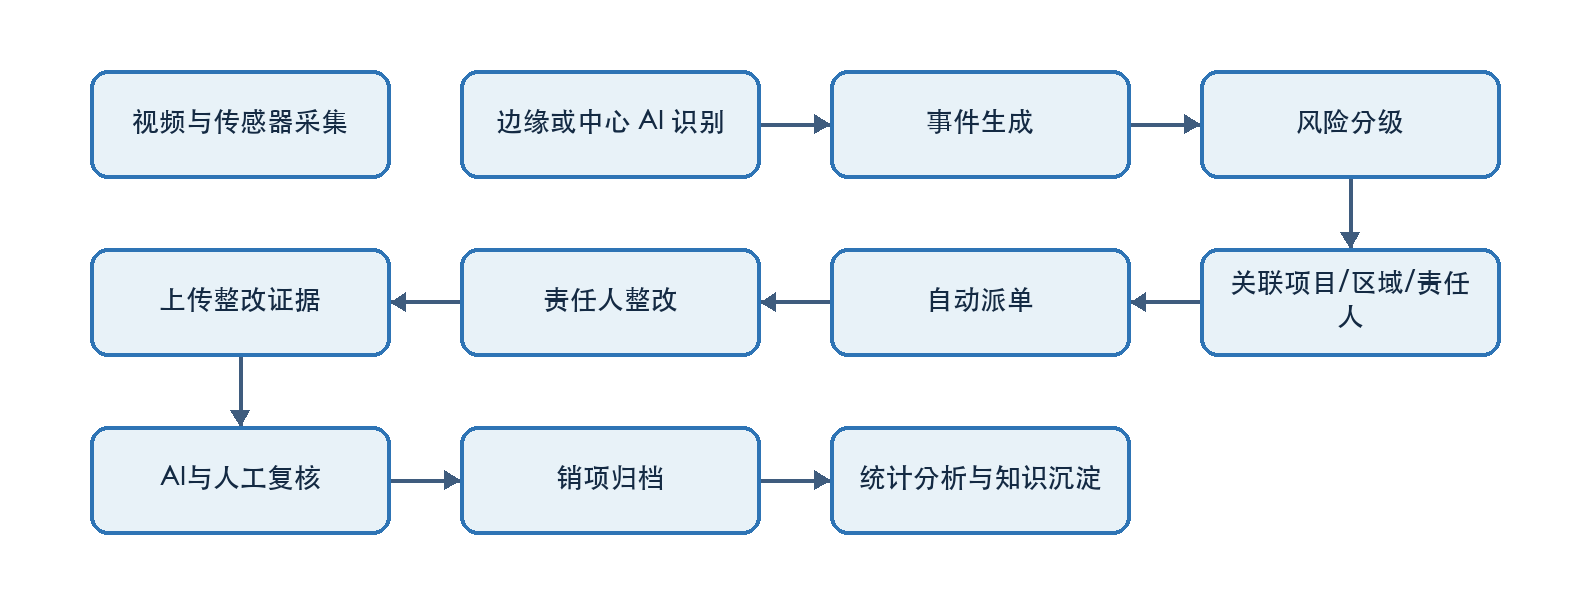 视频与传感器采集
边缘或中心 AI 识别
事件生成
风险分级
上传整改证据
责任人整改
自动派单
关联项目/区域/责任
人
AI与人工复核
销项归档
统计分析与知识沉淀